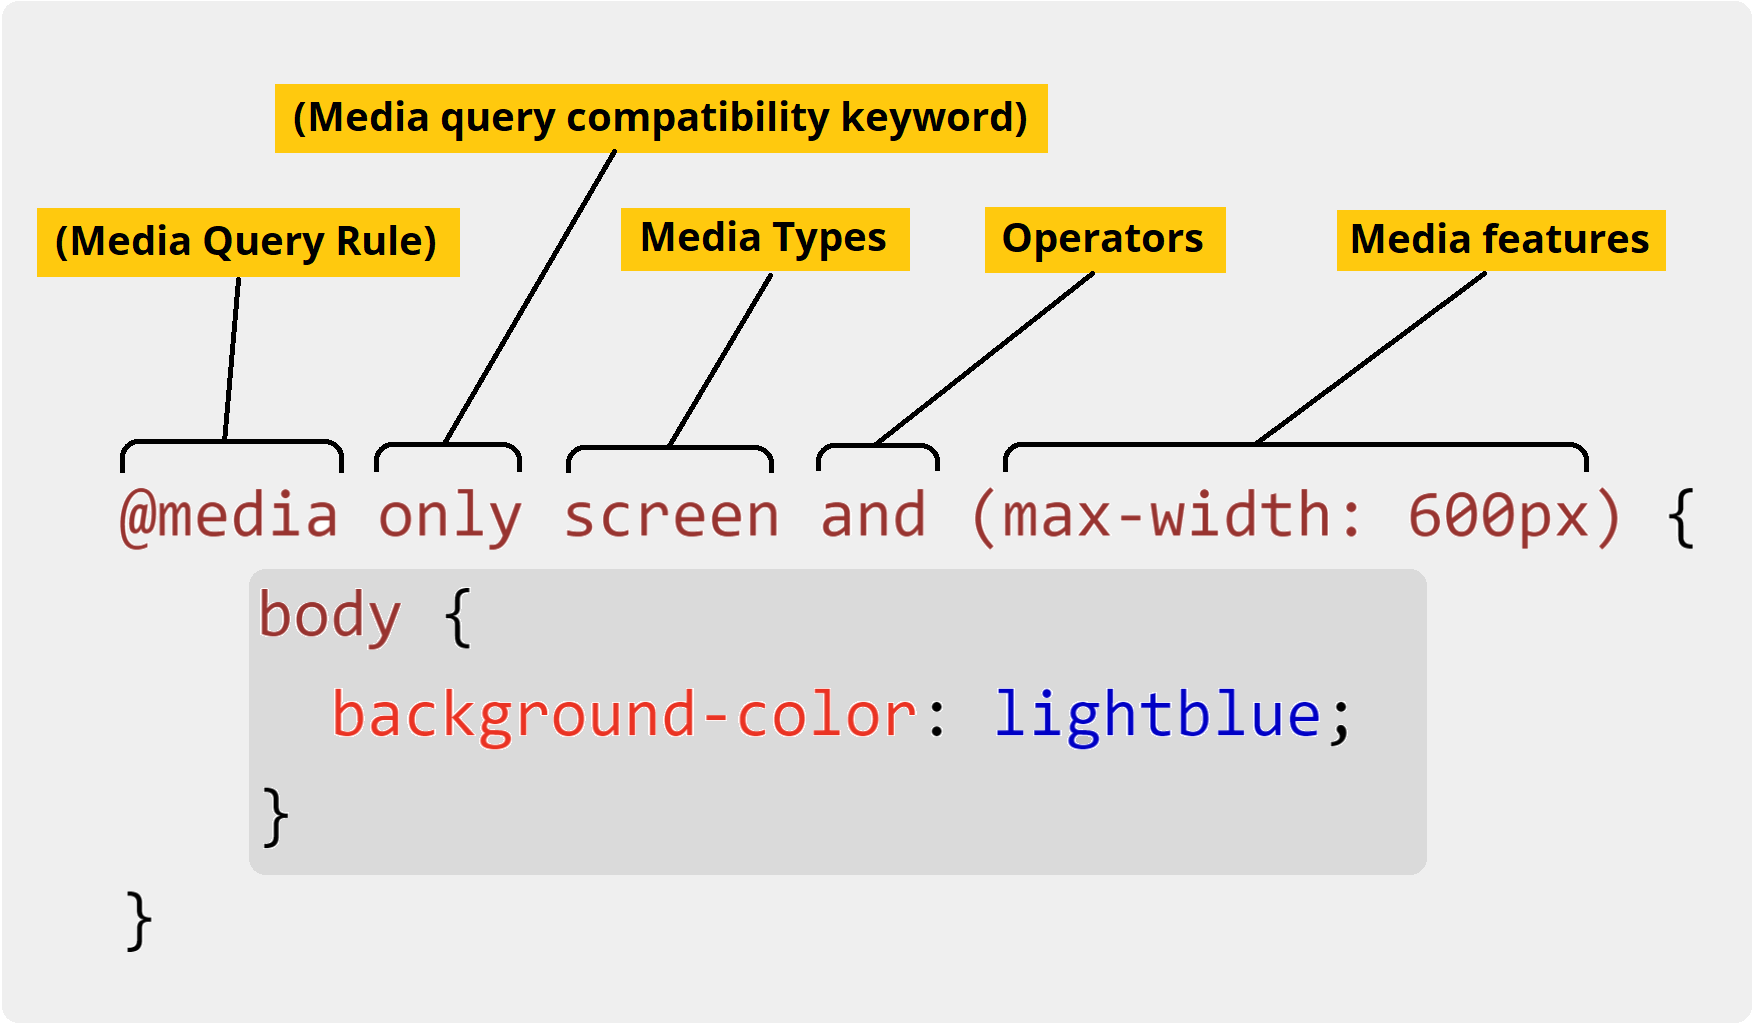 (Media query compatibility keyword)
(Media Query Rule)
Media Types
Operators
Media features
@media only screen and (max-width: 600px) {
body {
background-color: lightblue;
}
}